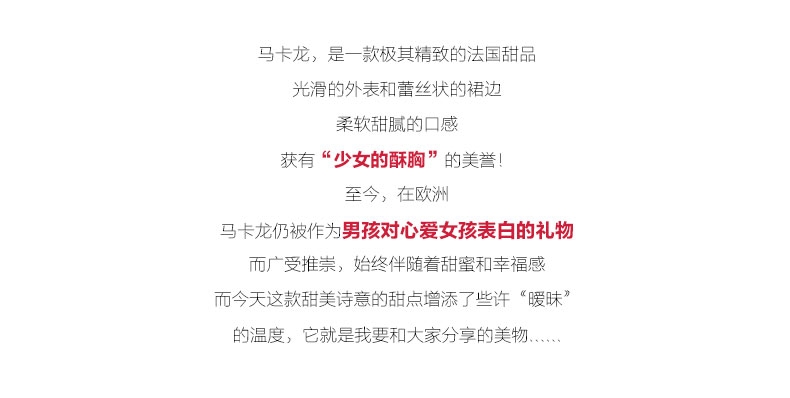 马卡龙，是一款极其精致的法国甜品
光滑的外表和蕾丝状的裙边
柔软甜腻的口感
获有“少女的酥胸”的美誉！
至今，在欧洲
马卡龙仍被作为男孩对心爱女孩表白的礼物
而广受推崇，始终伴随着甜蜜和幸福感
而今天这款甜美诗意的甜点增添了些许“暧昧”
的温度，它就是我要和大家分享的美物……